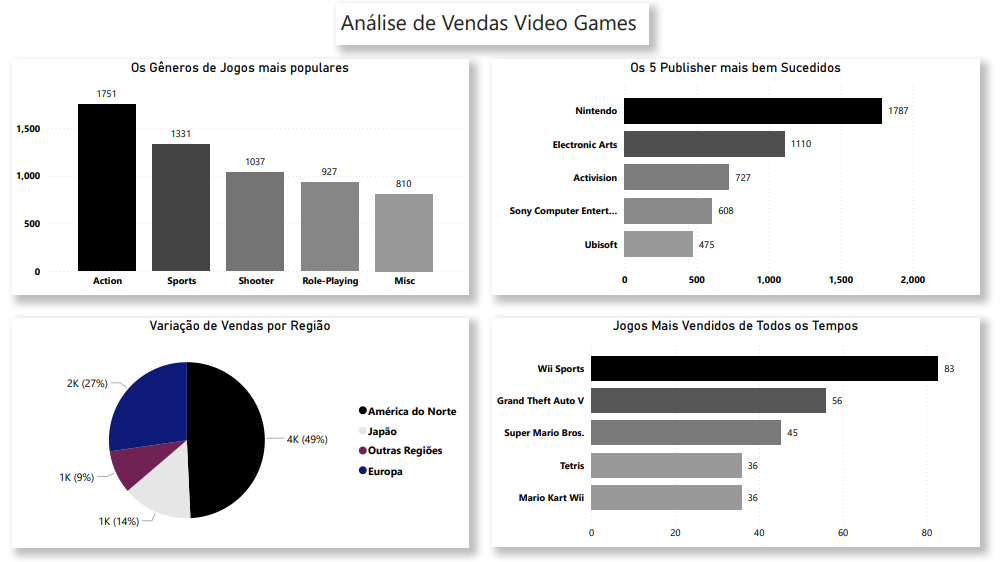 Análise de Vendas Video Games
Os Gêneros de Jogos mais populares
1751
1,500
1331
1037
1,000
927
810
500
0
Action
Sports
Shooter
Role-Playing
Misc
Os 5 Publisher mais bem Sucedidos
Nintendo
1787
Electronic Arts
1110
Activision
727
Sony Computer Entert...
608
Ubisoft
475
0
500
1,000
1,500
2,000
Variação de Vendas por Região
2K (27%)
1K (9%)
1K (14%)
4K (49%)
América do Norte
Japão
Outras Regiões
Europa
Jogos Mais Vendidos de Todos os Tempos
Wii Sports
83
Grand Theft Auto V
56
Super Mario Bros.
45
Tetris
36
Mario Kart Wii
36
0
20
40
60
80